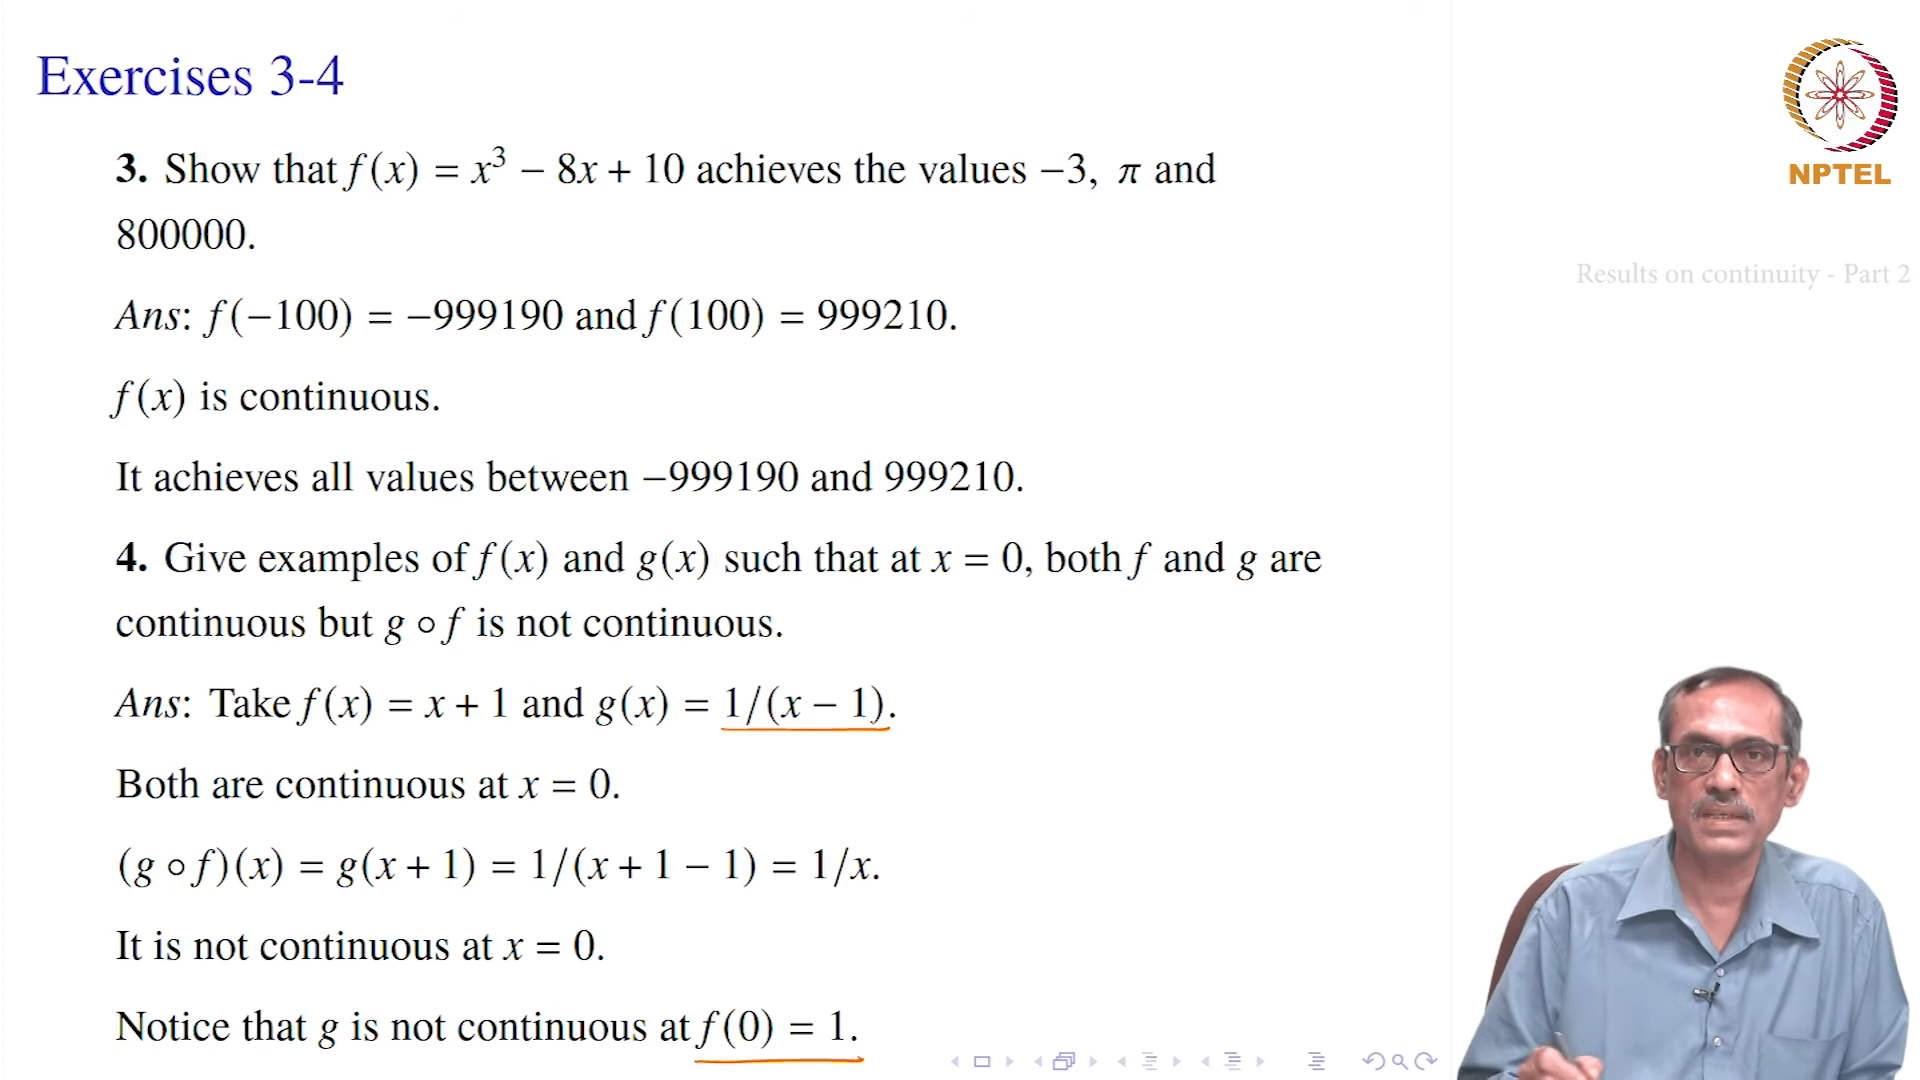 Exercises 3-4
3. Show that f(x) = x³ − 8x + 10 achieves the values −3, π and
800000.
Ans: f(−100) = −999190 and f(100) = 999210.
f(x) is continuous.
It achieves all values between −999190 and 999210.
4. Give examples of f(x) and g(x) such that at x = 0, both f and g are
continuous but g ∘ f is not continuous.
Ans: Take f(x) = x + 1 and g(x) = 1/(x − 1).
Both are continuous at x = 0.
(g ∘ f)(x) = g(x + 1) = 1/(x + 1 − 1) = 1/x.
It is not continuous at x = 0.
Notice that g is not continuous at f(0) = 1.
NPTEL
Results on continuity - Part 2